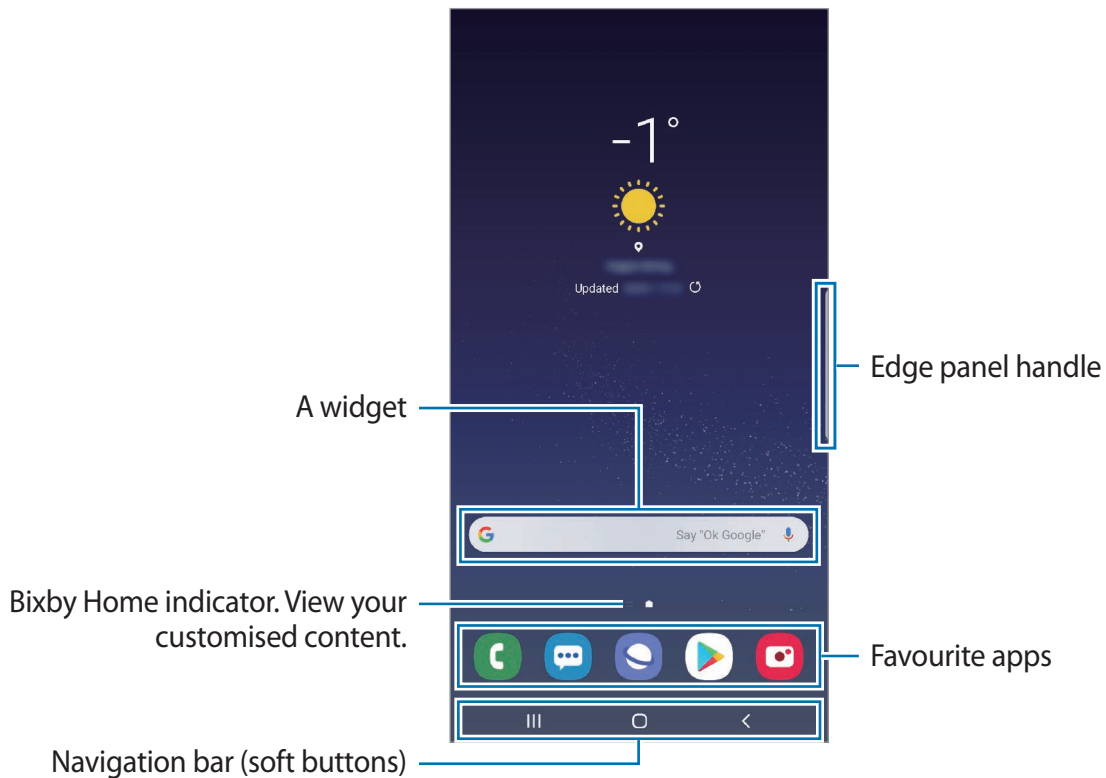 -1°
Updated
Edge panel handle
A widget
Say "Ok Google"
Bixby Home indicator. View your
customised content.
Favourite apps
Navigation bar (soft buttons)